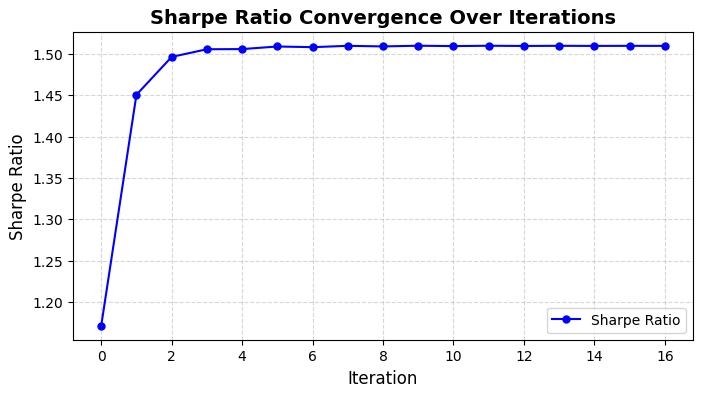 Sharpe Ratio Convergence Over Iterations
1.50
1.45
1.40
1.35
1.30
1.25
1.20
Sharpe Ratio
Sharpe Ratio
0 2 4 6 8 10 12 14 16
Iteration